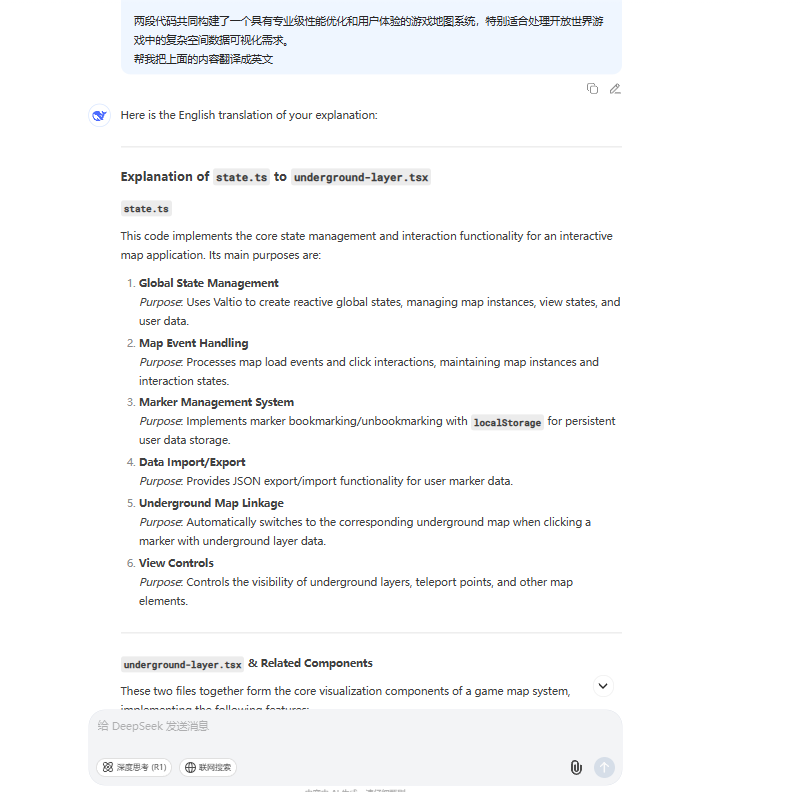 两段代码共同构建了一个具有专业级性能优化和用户体验的游戏地图系统，特别适合处理开放世界游
戏中的复杂空间数据可视化需求。
帮我把上面的内容翻译成英文
Here is the English translation of your explanation:
Explanation of state.ts to underground-layer.tsx
state.ts
This code implements the core state management and interaction functionality for an interactive
map application. Its main purposes are:
1. Global State Management
Purpose: Uses Valtio to create reactive global states, managing map instances, view states, and
user data.
2. Map Event Handling
Purpose: Processes map load events and click interactions, maintaining map instances and
interaction states.
3. Marker Management System
Purpose: Implements marker bookmarking/unbookmarking with localStorage for persistent
user data storage.
4. Data Import/Export
Purpose: Provides JSON export/import functionality for user marker data.
5. Underground Map Linkage
Purpose: Automatically switches to the corresponding underground map when clicking a
marker with underground layer data.
6. View Controls
Purpose: Controls the visibility of underground layers, teleport points, and other map
elements.
underground-layer.tsx & Related Components
These two files together form the core visualization components of a game map system,
implementing the following features:
给 DeepSeek 发送消息
深度思考 (R1) 联网搜索